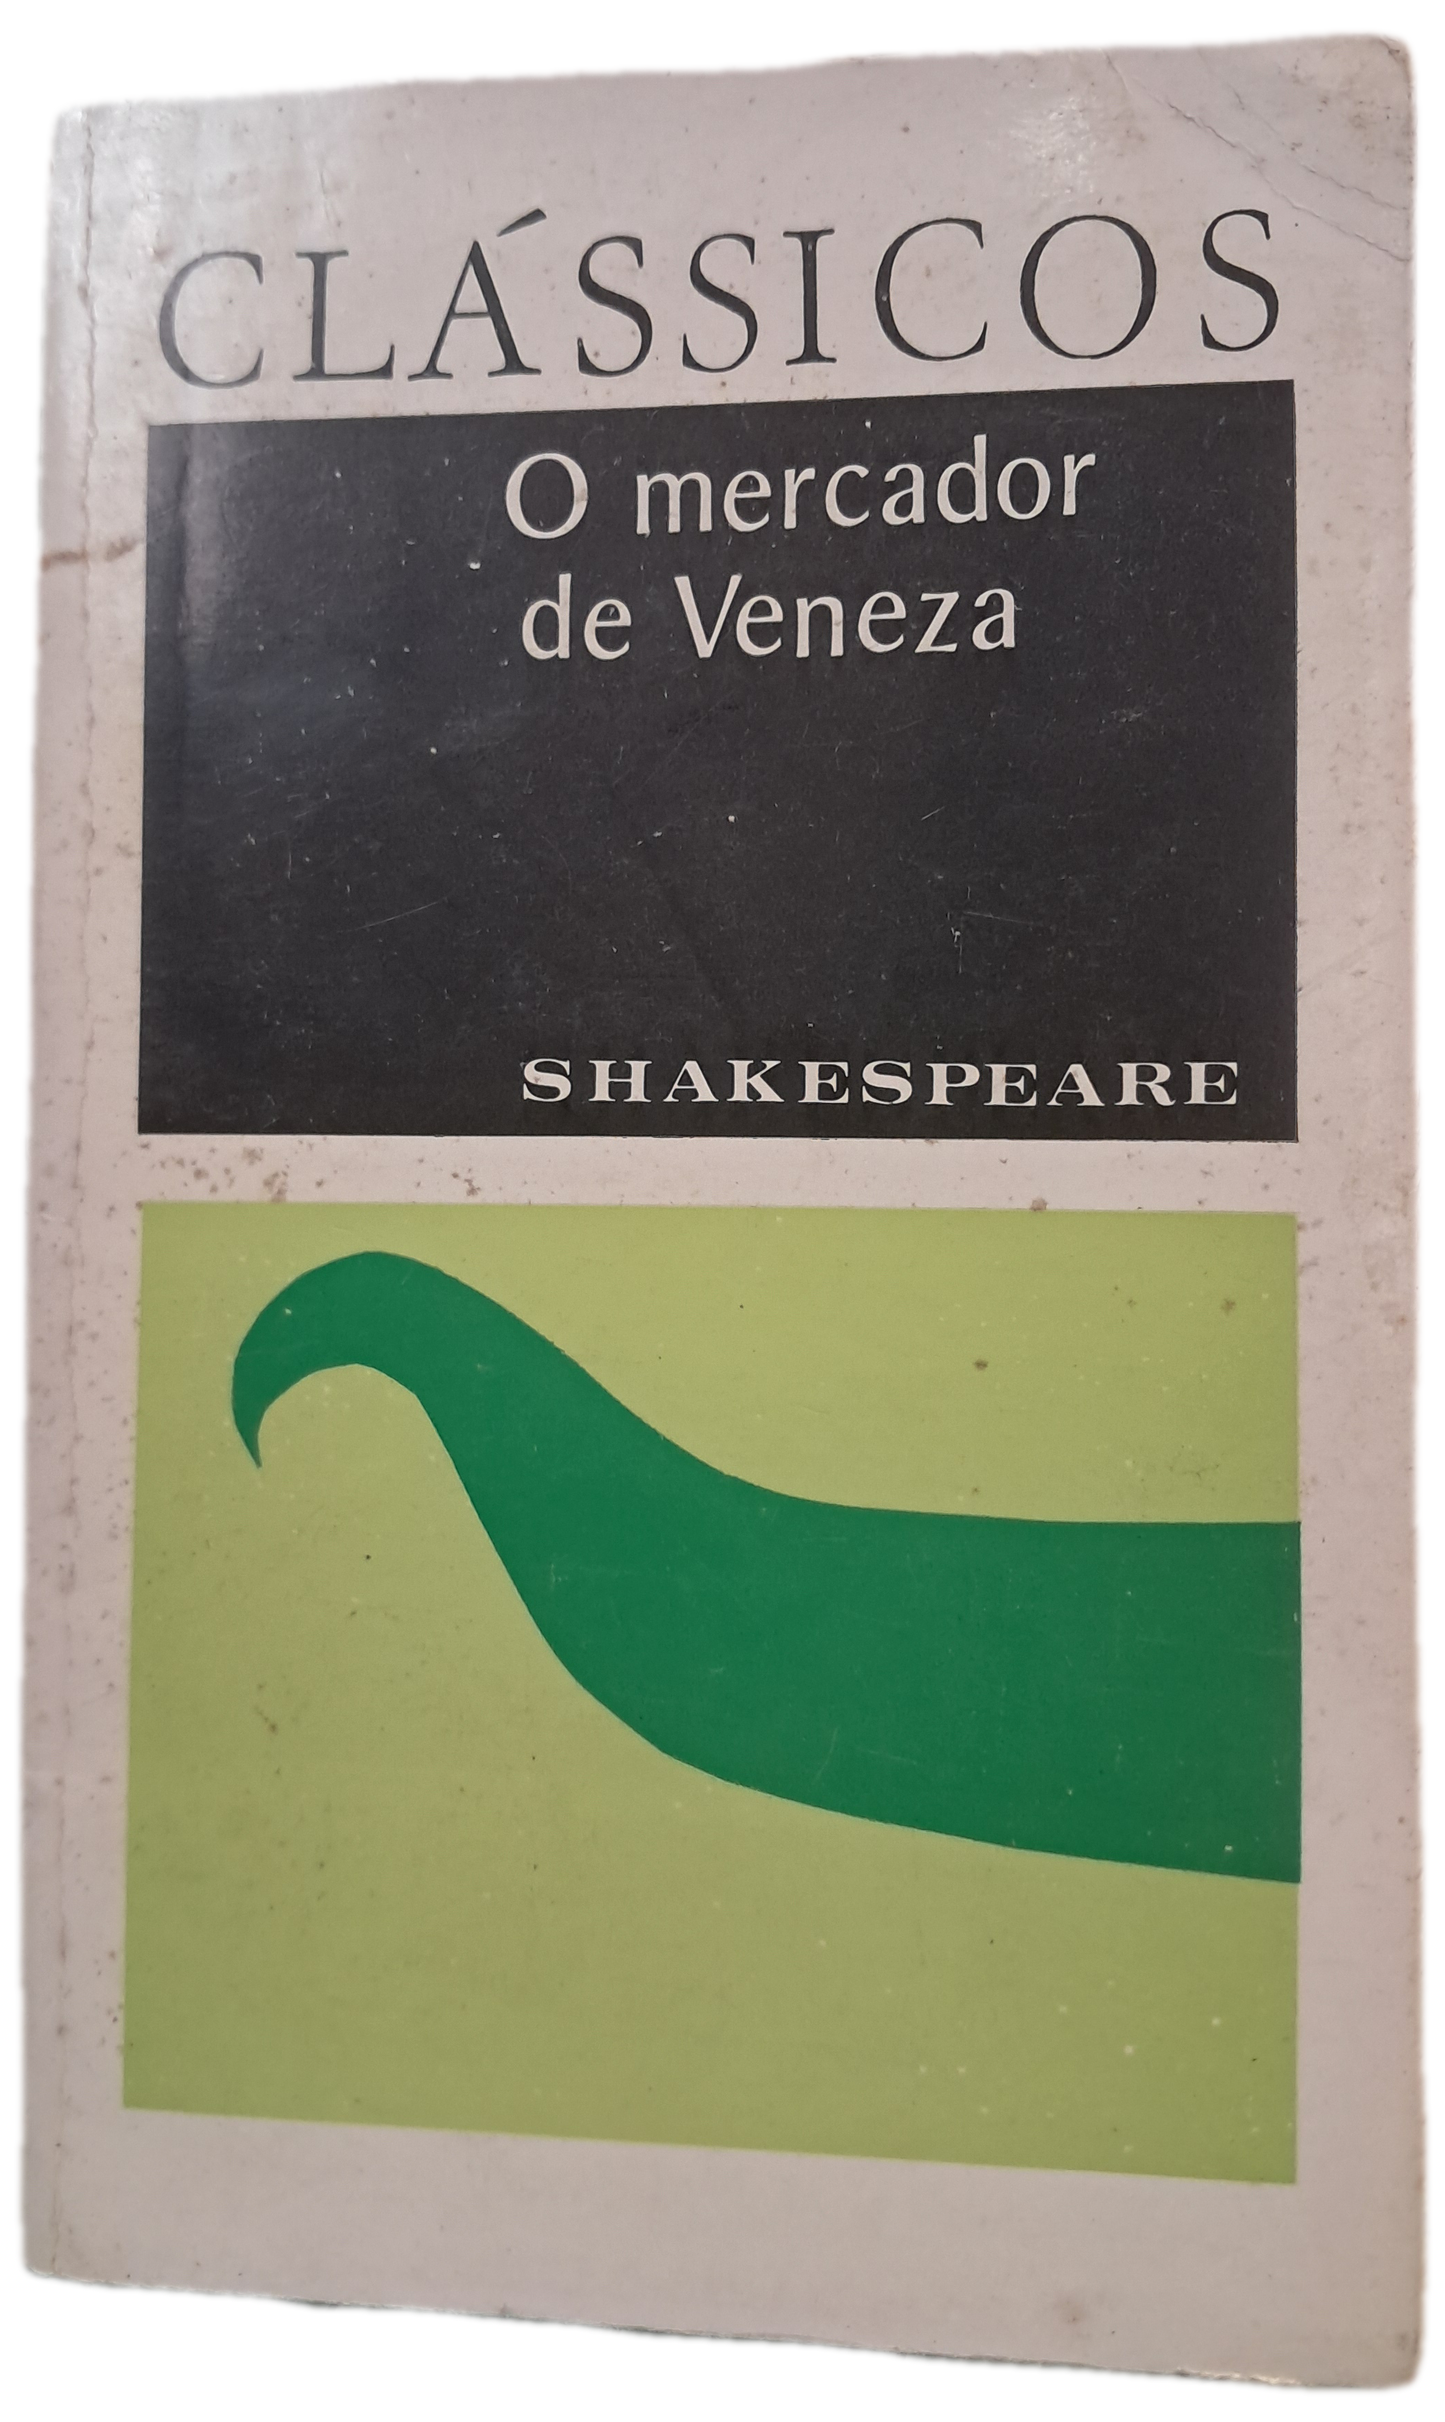 CLÁSSICOS
O mercador
de Veneza
SHAKESPEARE